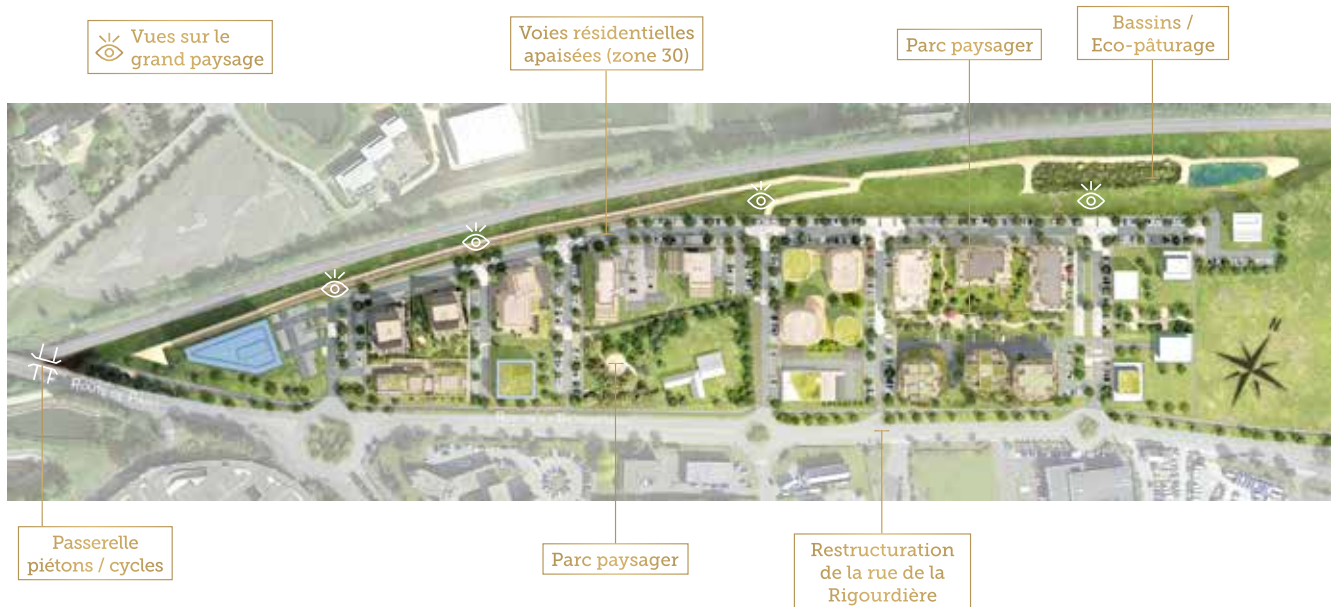 Vues sur le
grand paysage
Voies résidentielles
apaisées (zone 30)
Parc paysager
Bassins /
Eco-pâturage
N
Passerelle
piétons / cycles
Parc paysager
Restructuration
de la rue de la
Rigourdière